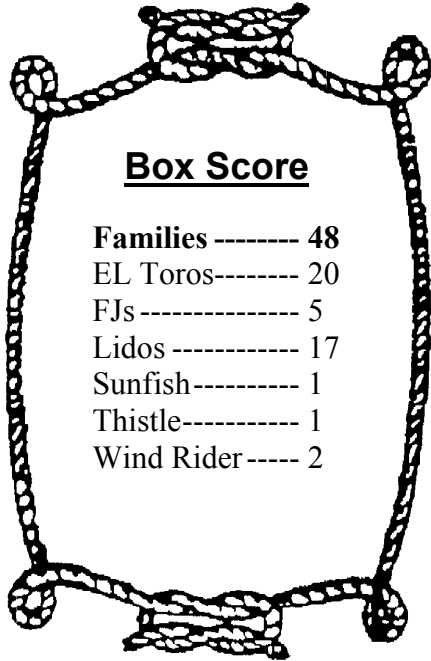 Box Score
Families -------- 48
EL Toros-------- 20
FJs --------------- 5
Lidos ------------ 17
Sunfish---------- 1
Thistle----------- 1
Wind Rider ----- 2